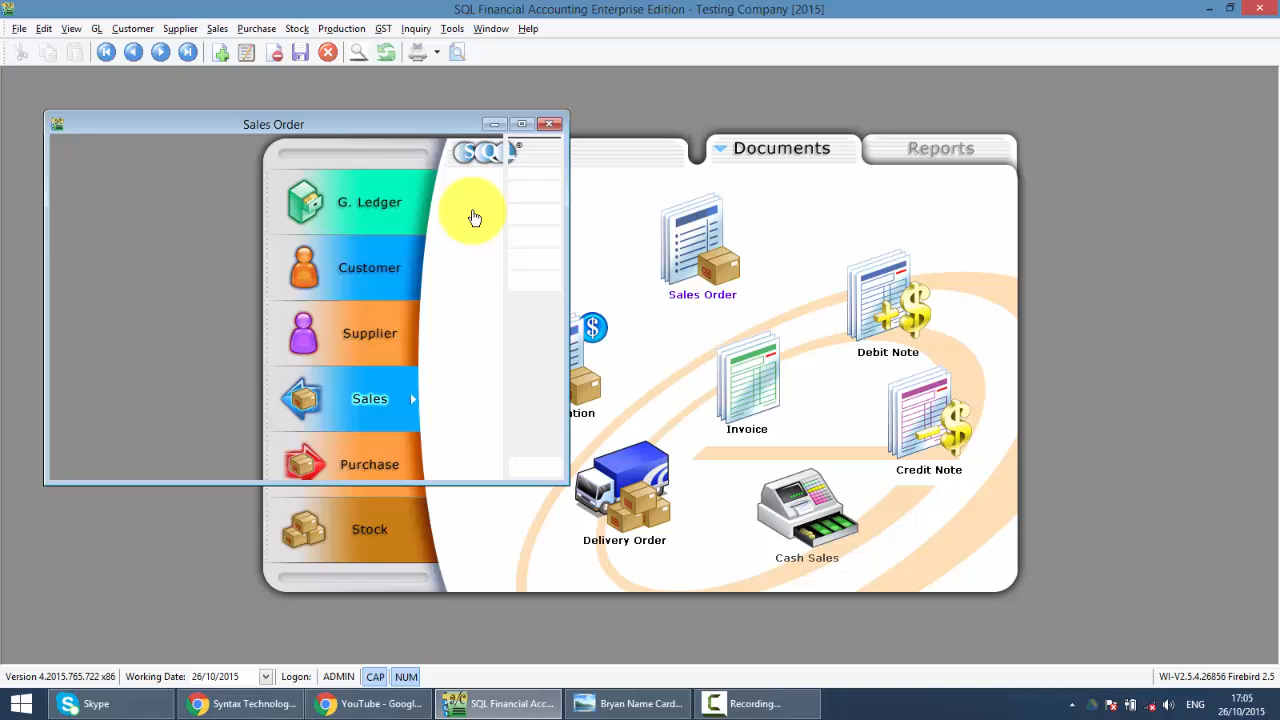 SQL Financial Accounting Enterprise Edition - Testing Company [2015]
File Edit View GL Customer Supplier Sales Purchase Stock Production GST Inquiry Tools Window Help
Sales Order
SQL®
Documents
Reports
G. Ledger
Customer
Supplier
Sales
Purchase
Stock
Sales Order
Debit Note
Invoice
Credit Note
Delivery Order
Cash Sales
Version 4.2015.765.722 x86 Working Date: 26/10/2015 Logon: ADMIN CAP NUM WI-V2.5.4.26856 Firebird 2.5
Skype Syntax Technolog... YouTube - Googl... SQL Financial Acc... Bryan Name Card... Recording... ENG 17:05
26/10/2015